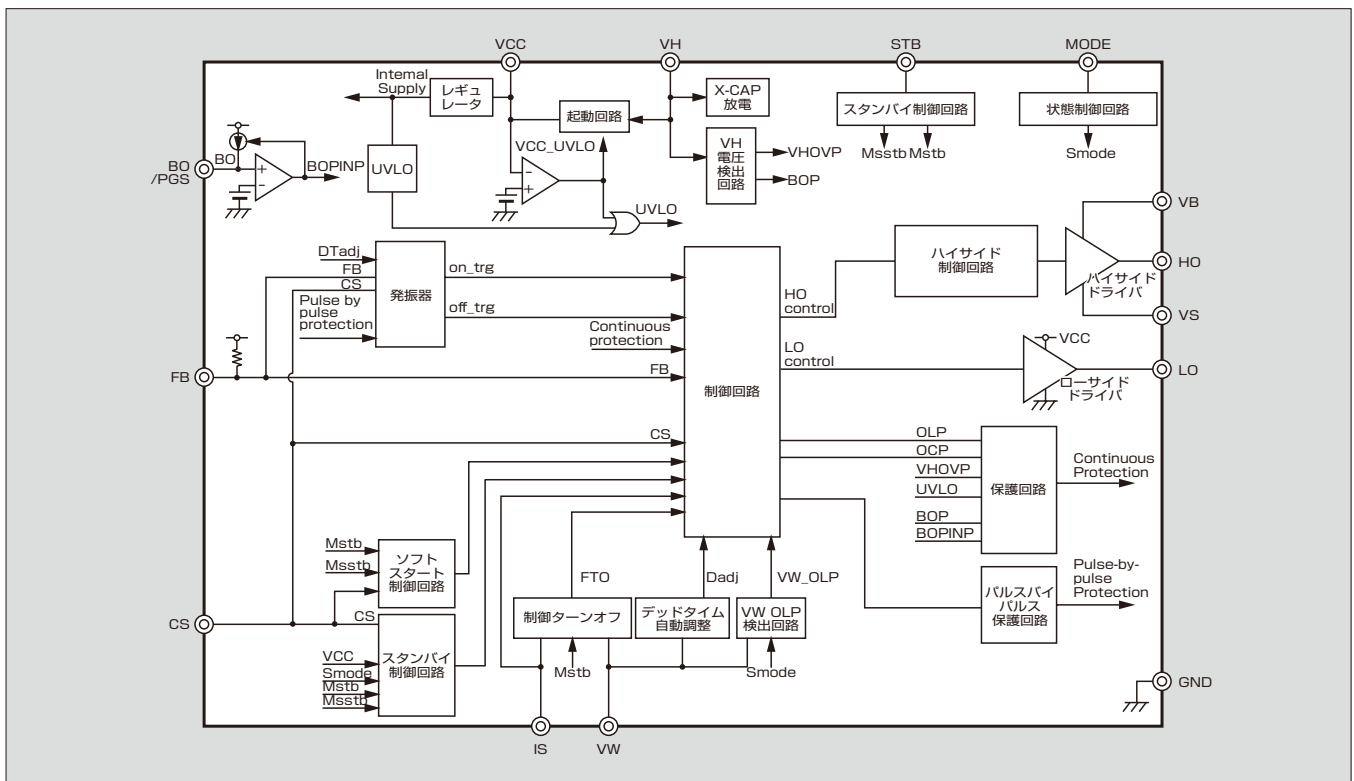 VCC
VH
STB
MODE
Internal
Supply
レギュ
レータ
起動回路
X-CAP
放電
スタンバイ制御回路
状態制御回路
Msstb
Mstb
Smode
BO
BO
/PGS
BOPINP
UVLO
VCC_UVLO
VH
電圧
検出
回路
VHOVP
BOP
UVLO
VB
HO
VS
ハイサイド
制御回路
ハイサイド
ドライバ
DTadj
FB
CS
Pulse by
pulse
protection
発振器
on_trg
off_trg
Continuous
protection
FB
HO
control
LO
control
VCC
LO
ローサイド
ドライバ
FB
制御回路
CS
OLP
OCP
VHOVP
UVLO
BOP
BOPINP
保護回路
Continuous
Protection
Mstb
Msstb
ソフト
スタート
制御回路
FTO
Dadj
VW_OLP
パルスバイ
パルス
保護回路
Pulse-by-
pulse
Protection
CS
CS
制御ターンオフ
デッドタイム
自動調整
VW OLP
検出回路
VCC
Smode
Mstb
Msstb
スタンバイ
制御回路
Mstb
Smode
GND
IS
VW